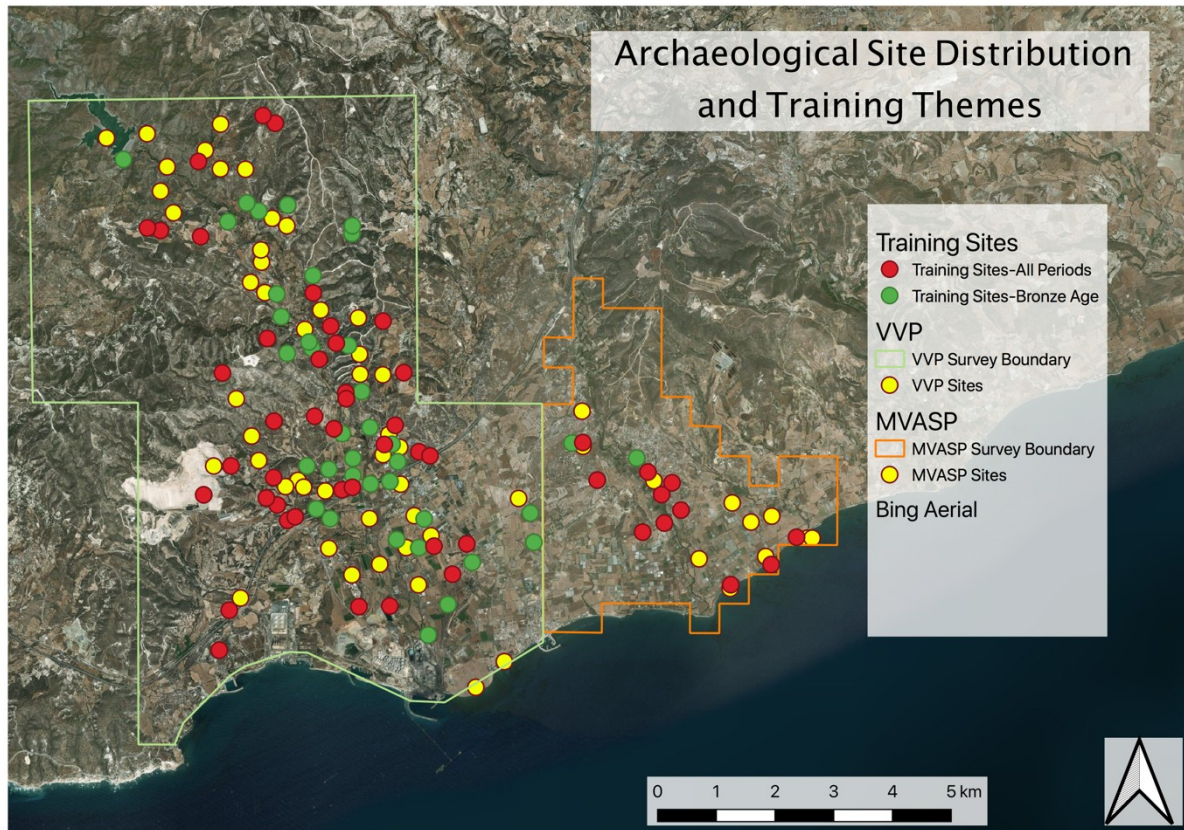 Archaeological Site Distribution
and Training Themes
Training Sites
Training Sites-All Periods
Training Sites-Bronze Age
VVP
VVP Survey Boundary
VVP Sites
MVASP
MVASP Survey Boundary
MVASP Sites
Bing Aerial
0 1 2 3 4 5 km